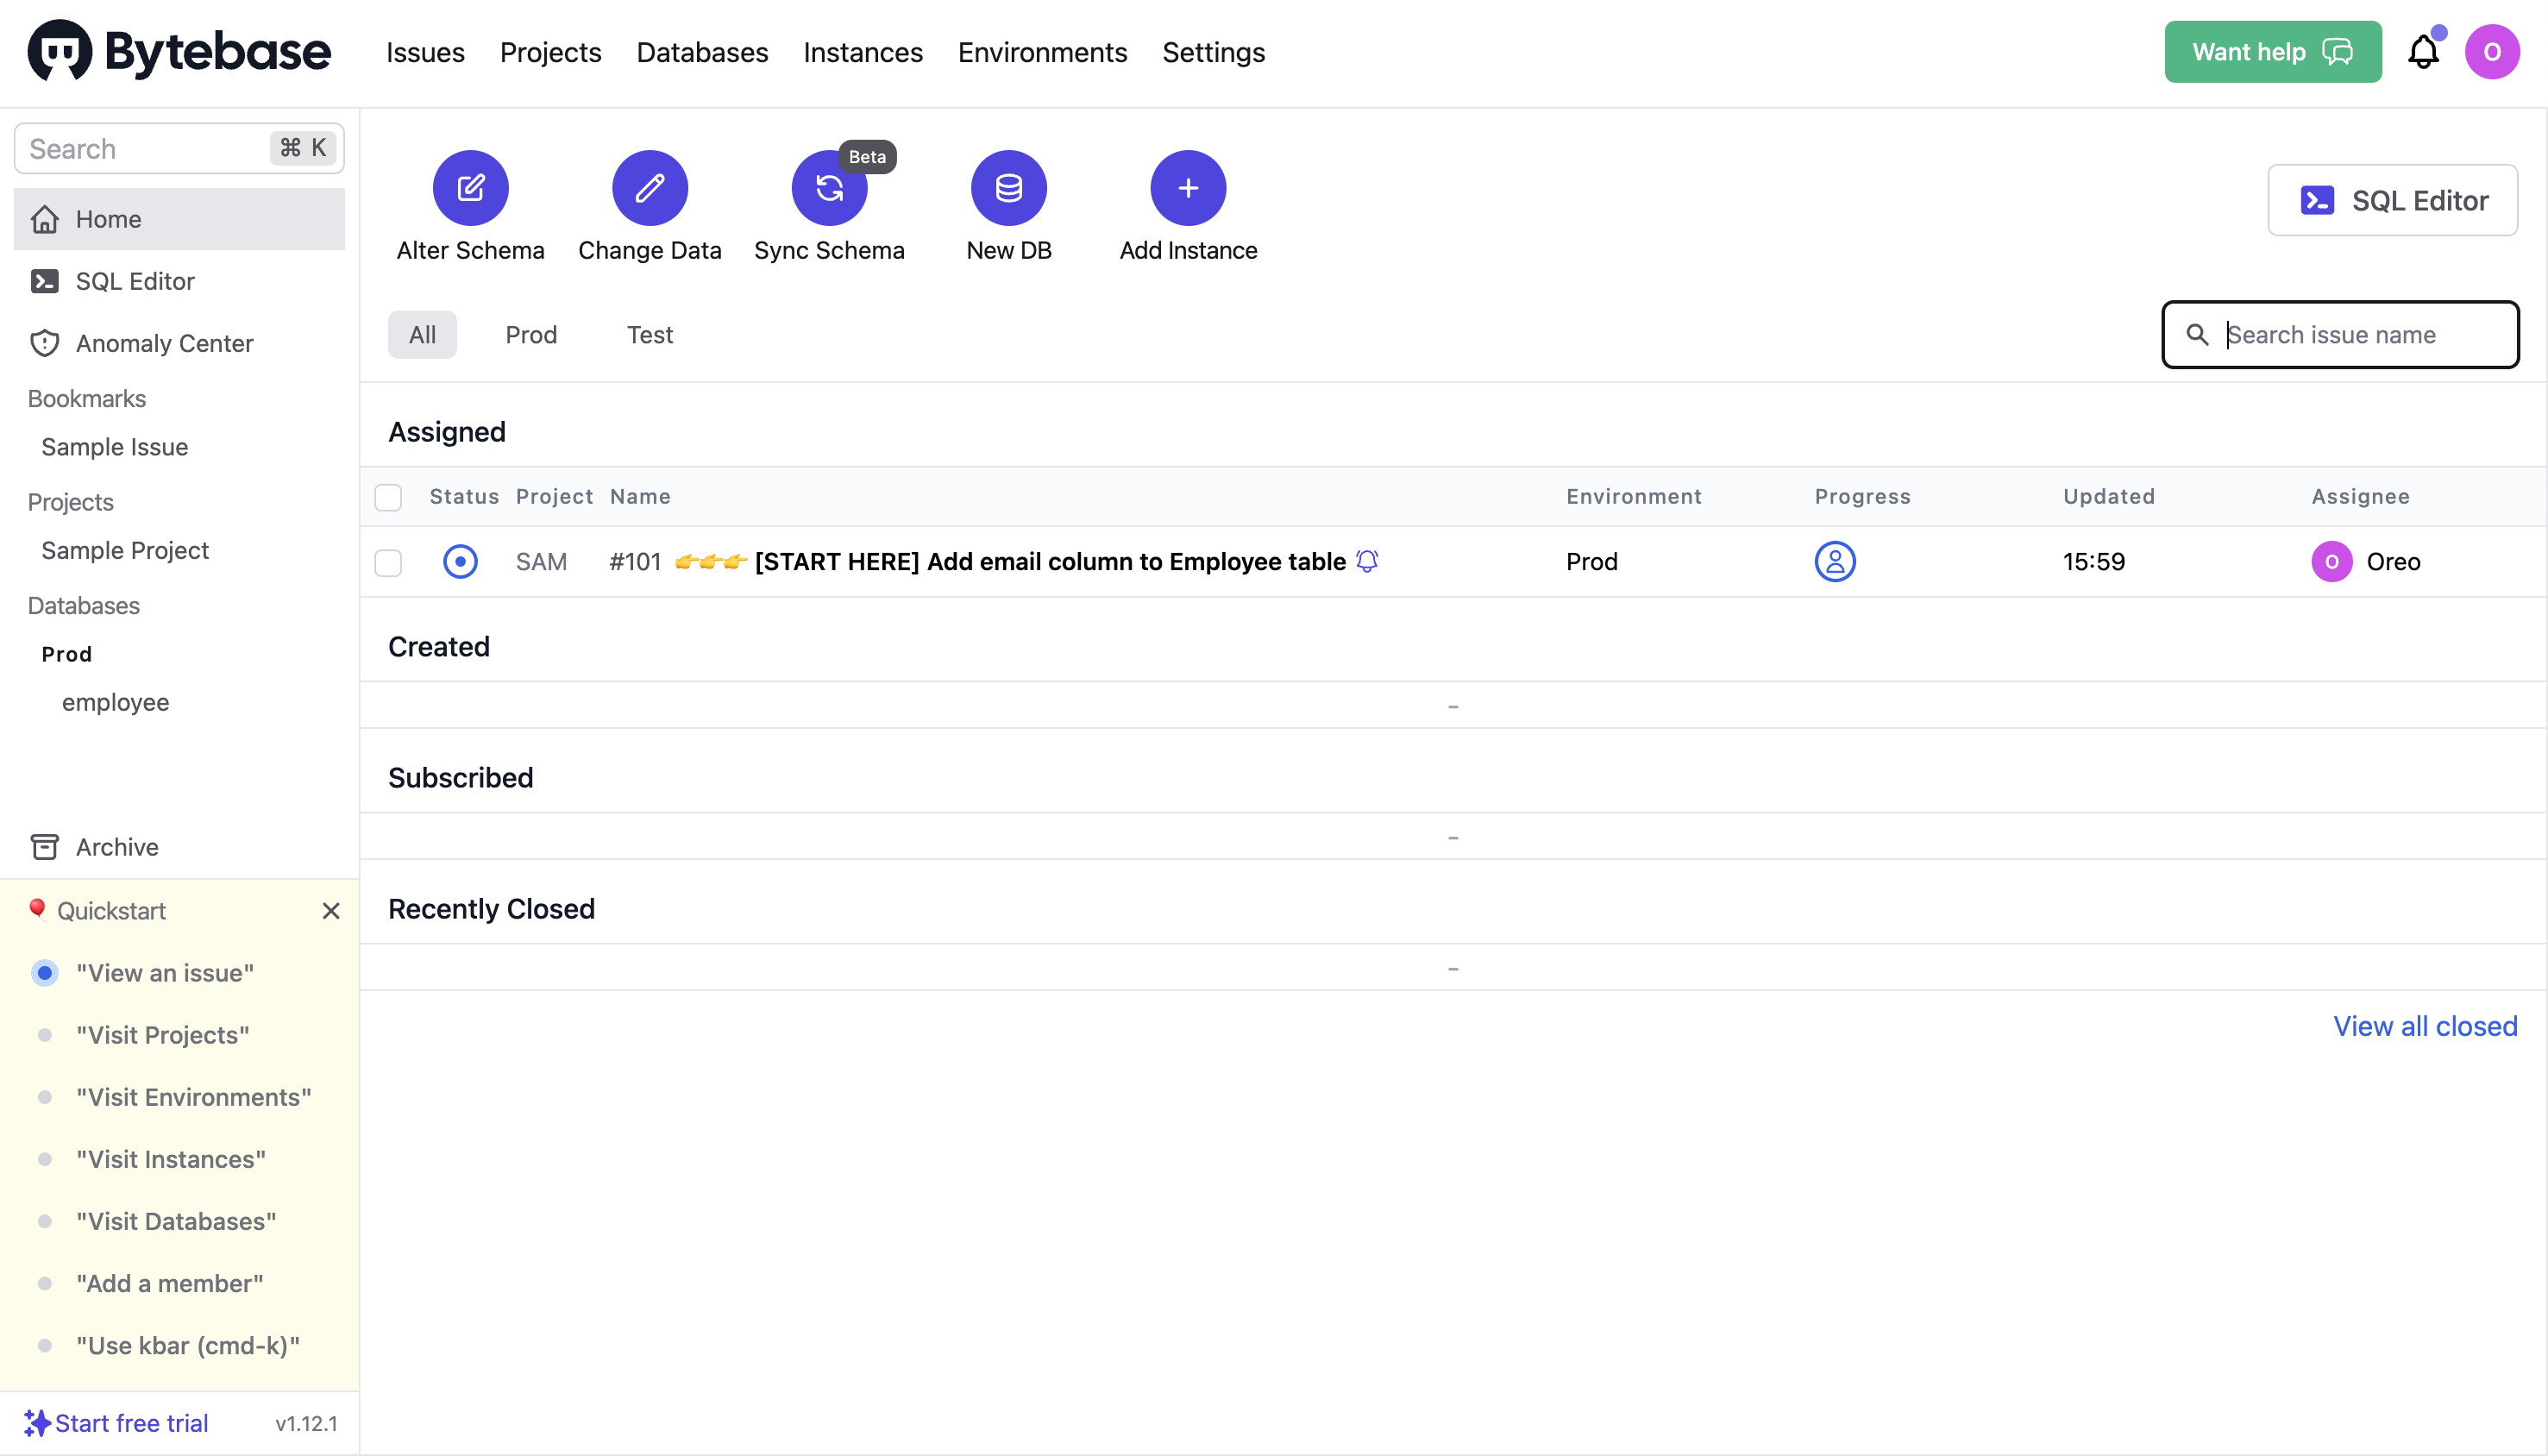 Bytebase Issues Projects Databases Instances Environments Settings Want help O
Search ⌘ K
Home
SQL Editor
Anomaly Center
Bookmarks
Sample Issue
Projects
Sample Project
Databases
Prod
employee
Archive
Quickstart
"View an issue"
"Visit Projects"
"Visit Environments"
"Visit Instances"
"Visit Databases"
"Add a member"
"Use kbar (cmd-k)"
Start free trial v1.12.1
Beta
Alter Schema Change Data Sync Schema New DB Add Instance SQL Editor
All Prod Test Search issue name
Assigned
Status Project Name Environment Progress Updated Assignee
SAM #101 👉👉👉 [START HERE] Add email column to Employee table Prod 15:59 O Oreo
Created
-
Subscribed
-
Recently Closed
-
View all closed